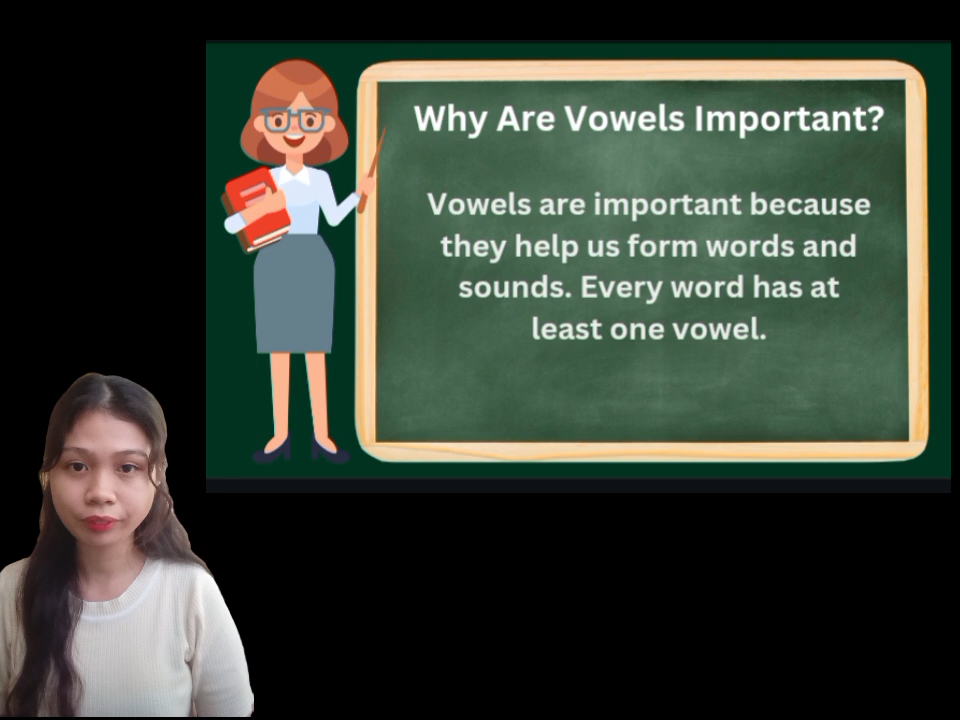 Why Are Vowels Important?
Vowels are important because
they help us form words and
sounds. Every word has at
least one vowel.